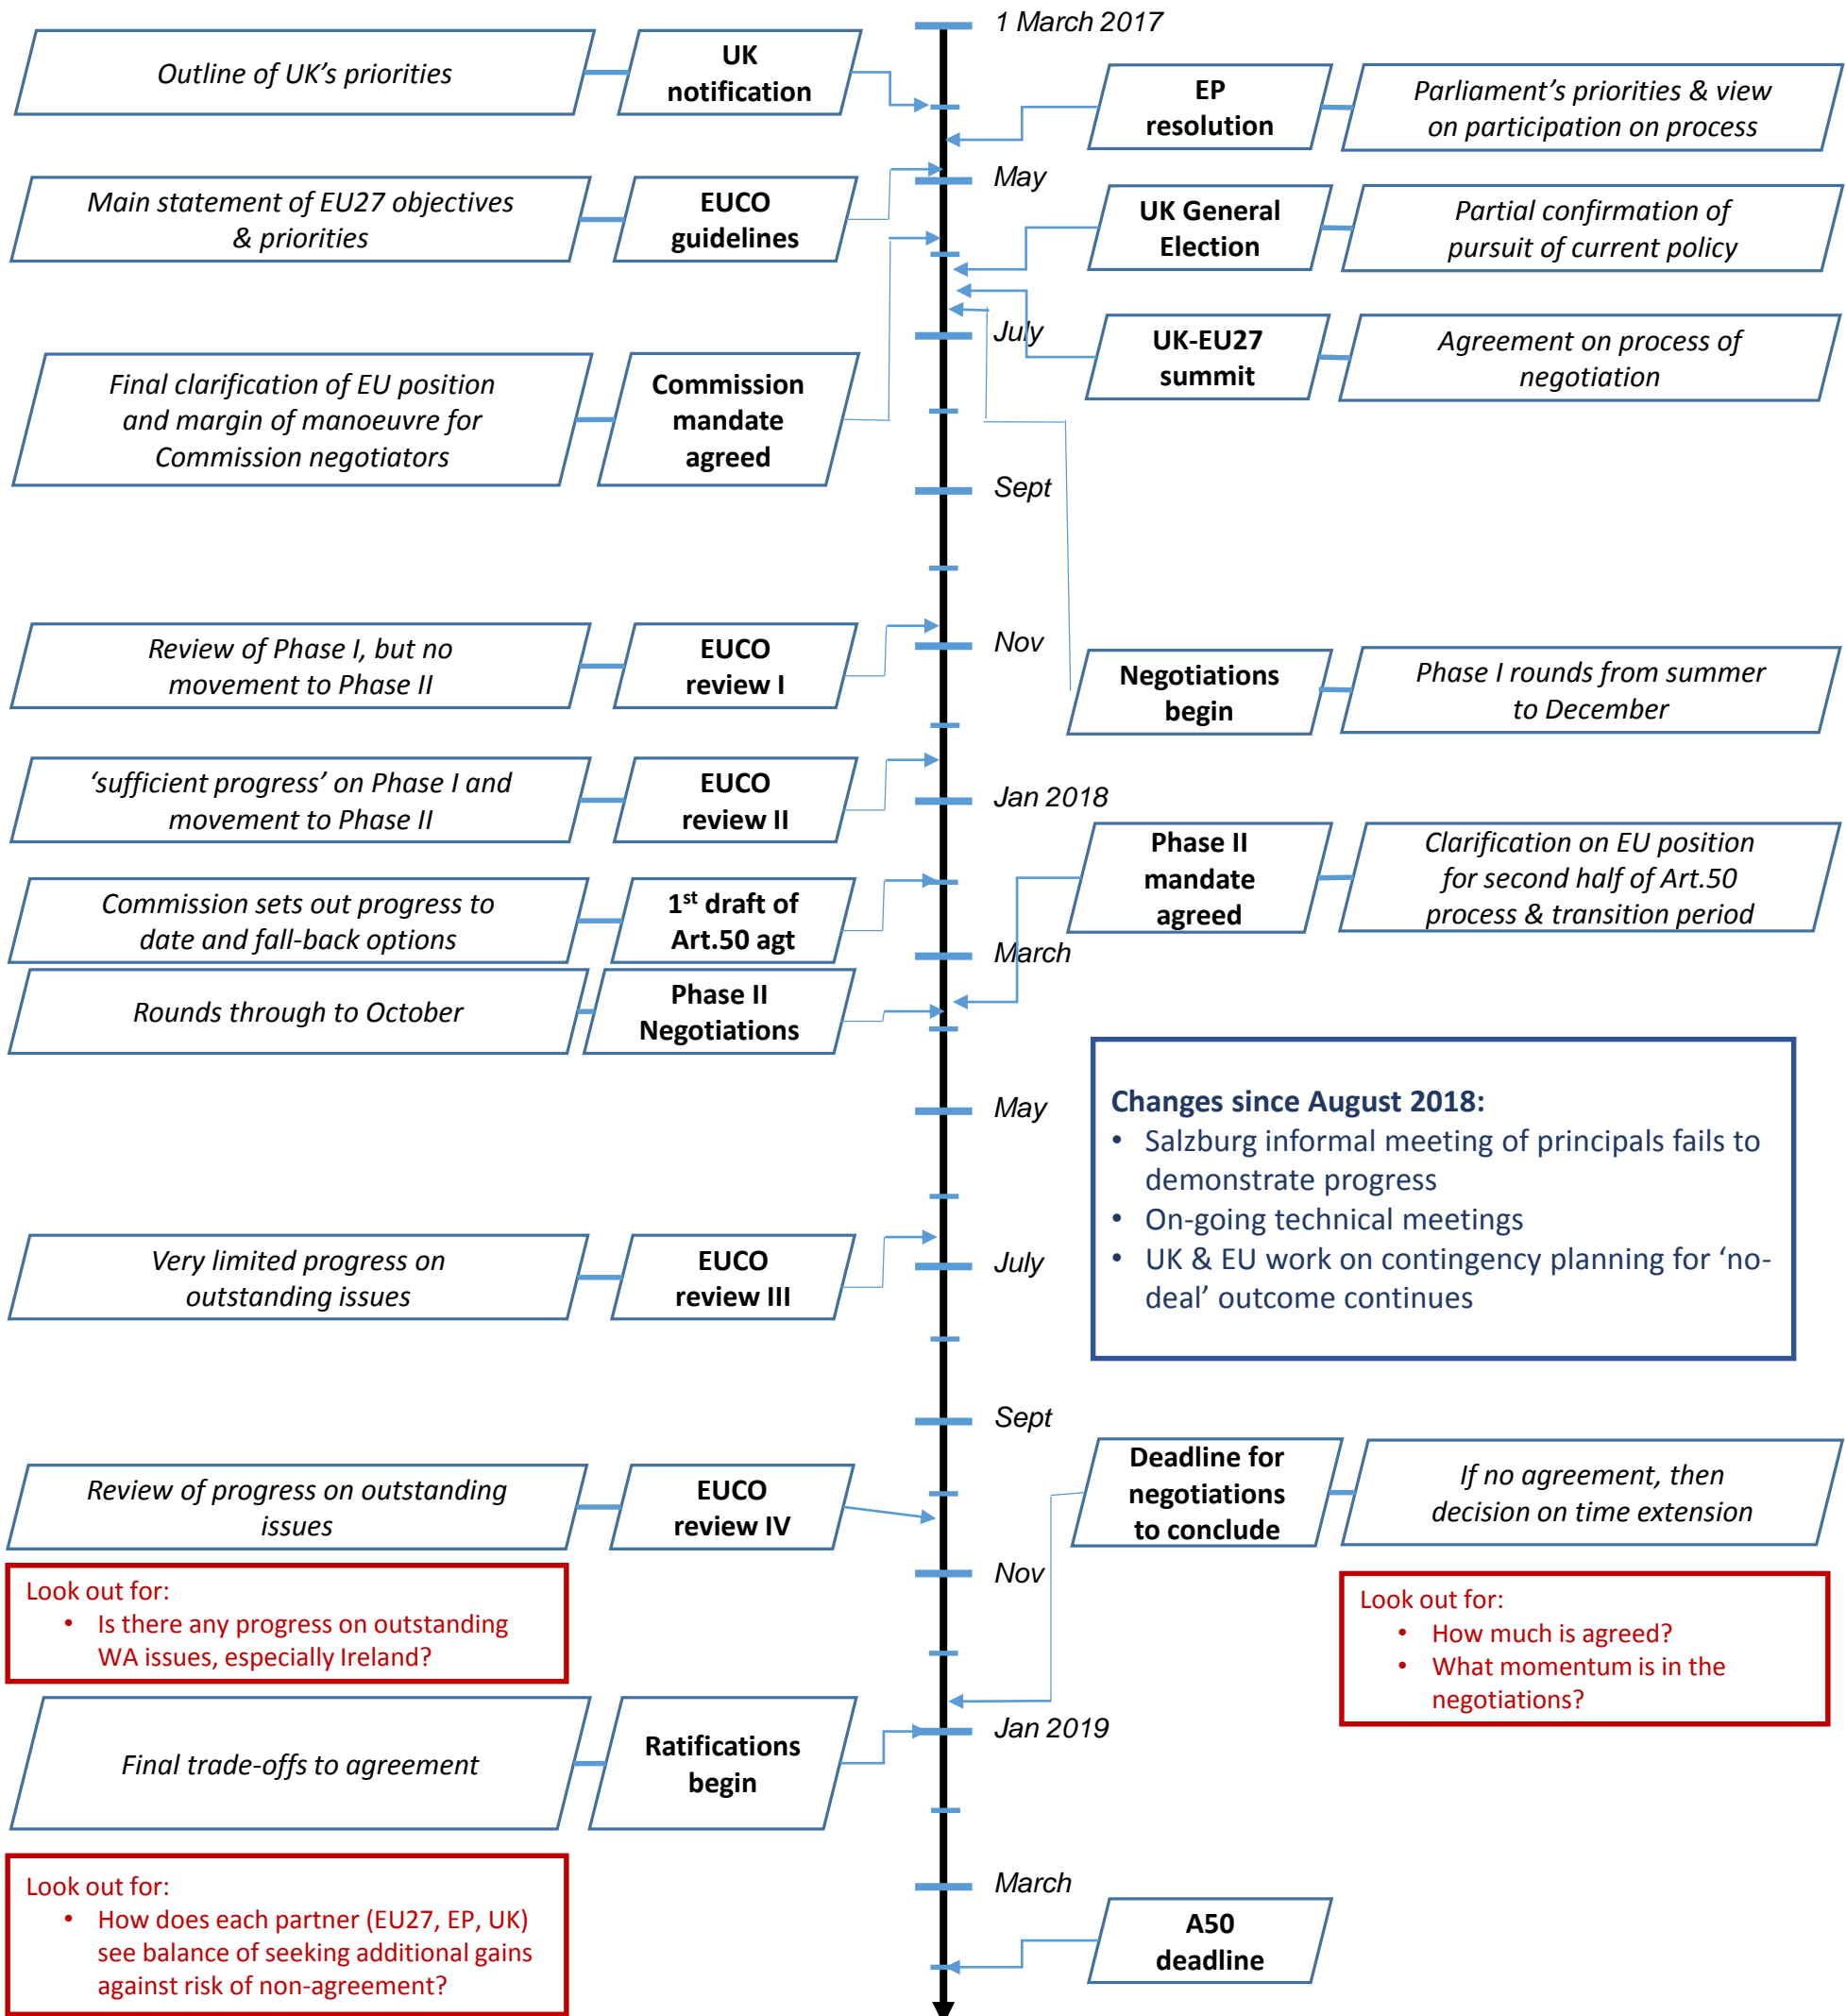 1 March 2017
Outline of UK's priorities
UK
notification
EP
resolution
Parliament's priorities & view
on participation on process
May
Main statement of EU27 objectives
& priorities
EUCO
guidelines
UK General
Election
Partial confirmation of
pursuit of current policy
July
UK-EU27
summit
Agreement on process of
negotiation
Final clarification of EU position
and margin of manoeuvre for
Commission negotiators
Commission
mandate
agreed
Sept
Review of Phase I, but no
movement to Phase II
EUCO
review I
Nov
Negotiations
begin
Phase I rounds from summer
to December
‘sufficient progress’ on Phase I and
movement to Phase II
EUCO
review II
Jan 2018
Phase II
mandate
agreed
Clarification on EU position
for second half of Art.50
process & transition period
Commission sets out progress to
date and fall-back options
1st draft of
Art.50 agt
March
Rounds through to October
Phase II
Negotiations
May
Changes since August 2018:
• Salzburg informal meeting of principals fails to
demonstrate progress
• On-going technical meetings
• UK & EU work on contingency planning for ‘no-
deal’ outcome continues
Very limited progress on
outstanding issues
EUCO
review III
July
Sept
Review of progress on outstanding
issues
EUCO
review IV
Deadline for
negotiations
to conclude
If no agreement, then
decision on time extension
Nov
Look out for:
• Is there any progress on outstanding
WA issues, especially Ireland?
Look out for:
• How much is agreed?
• What momentum is in the
negotiations?
Jan 2019
Final trade-offs to agreement
Ratifications
begin
March
Look out for:
• How does each partner (EU27, EP, UK)
see balance of seeking additional gains
against risk of non-agreement?
A50
deadline